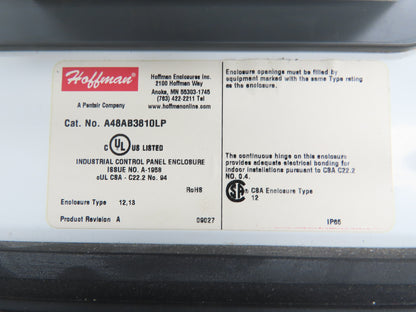 Hoffman®
A Pentair Company
Hoffman Enclosures Inc.
2100 Hoffman Way
Anoka, MN 55303-1745
(763) 422-2211 Tel
www.hoffmanonline.com
Cat. No. A48AB3810LP
C UL US LISTED
INDUSTRIAL CONTROL PANEL ENCLOSURE
ISSUE NO. A-1958
cUL CSA - C22.2 No. 94
RoHS
Enclosure Type 12,13
Product Revision A
09027
Enclosure openings must be filled by
equipment marked with the same Type rating
as the enclosure.
The continuous hinge on this enclosure
provides adequate electrical bonding for
indoor installations pursuant to CSA C22.2
NO. 0.4.
CSA Enclosure Type
12
IP65